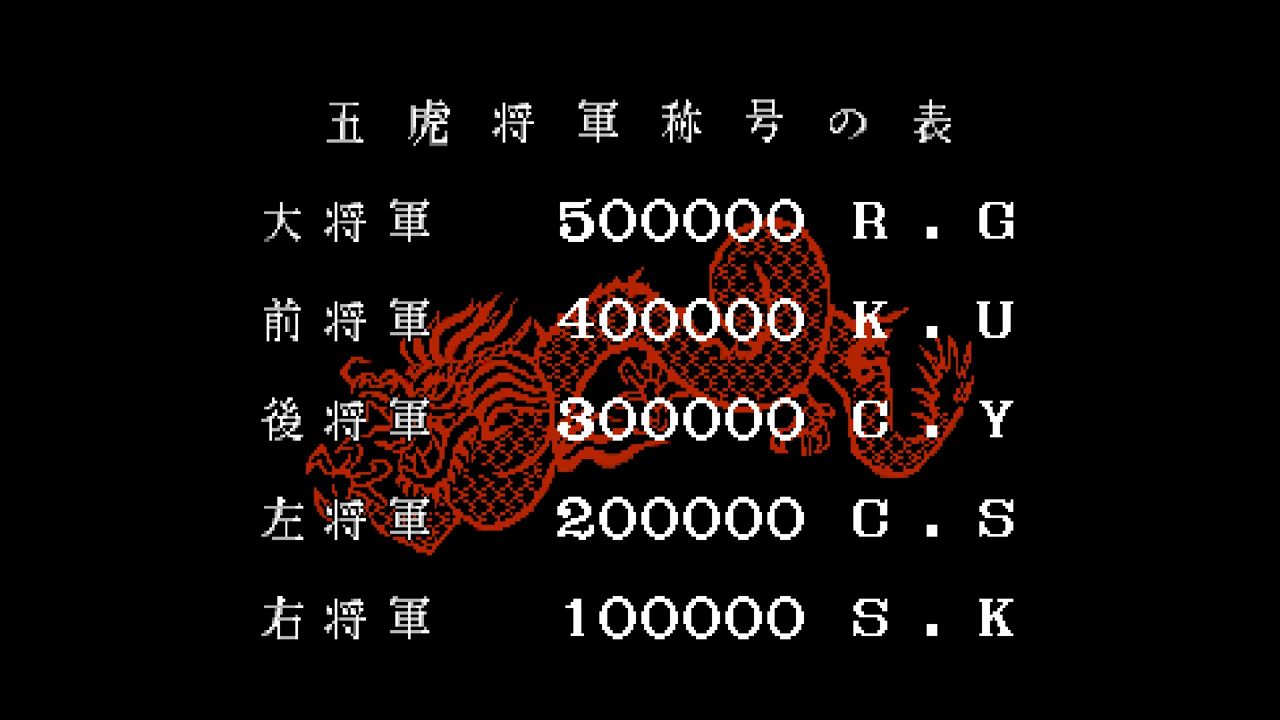 五虎将軍称号の表
大将軍 500000 R.G
前将軍 400000 K.U
後将軍 300000 C.Y
左将軍 200000 C.S
右将軍 100000 S.K